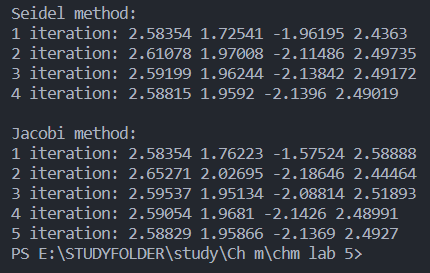 Seidel method:
1 iteration: 2.58354 1.72541 -1.96195 2.4363
2 iteration: 2.61078 1.97008 -2.11486 2.49735
3 iteration: 2.59199 1.96244 -2.13842 2.49172
4 iteration: 2.58815 1.9592 -2.1396 2.49019

Jacobi method:
1 iteration: 2.58354 1.76223 -1.57524 2.58888
2 iteration: 2.65271 2.02695 -2.18646 2.44464
3 iteration: 2.59537 1.95134 -2.08814 2.51893
4 iteration: 2.59054 1.9681 -2.1426 2.48991
5 iteration: 2.58829 1.95866 -2.1369 2.4927
PS E:\STUDYFOLDER\study\Ch m\chm lab 5>